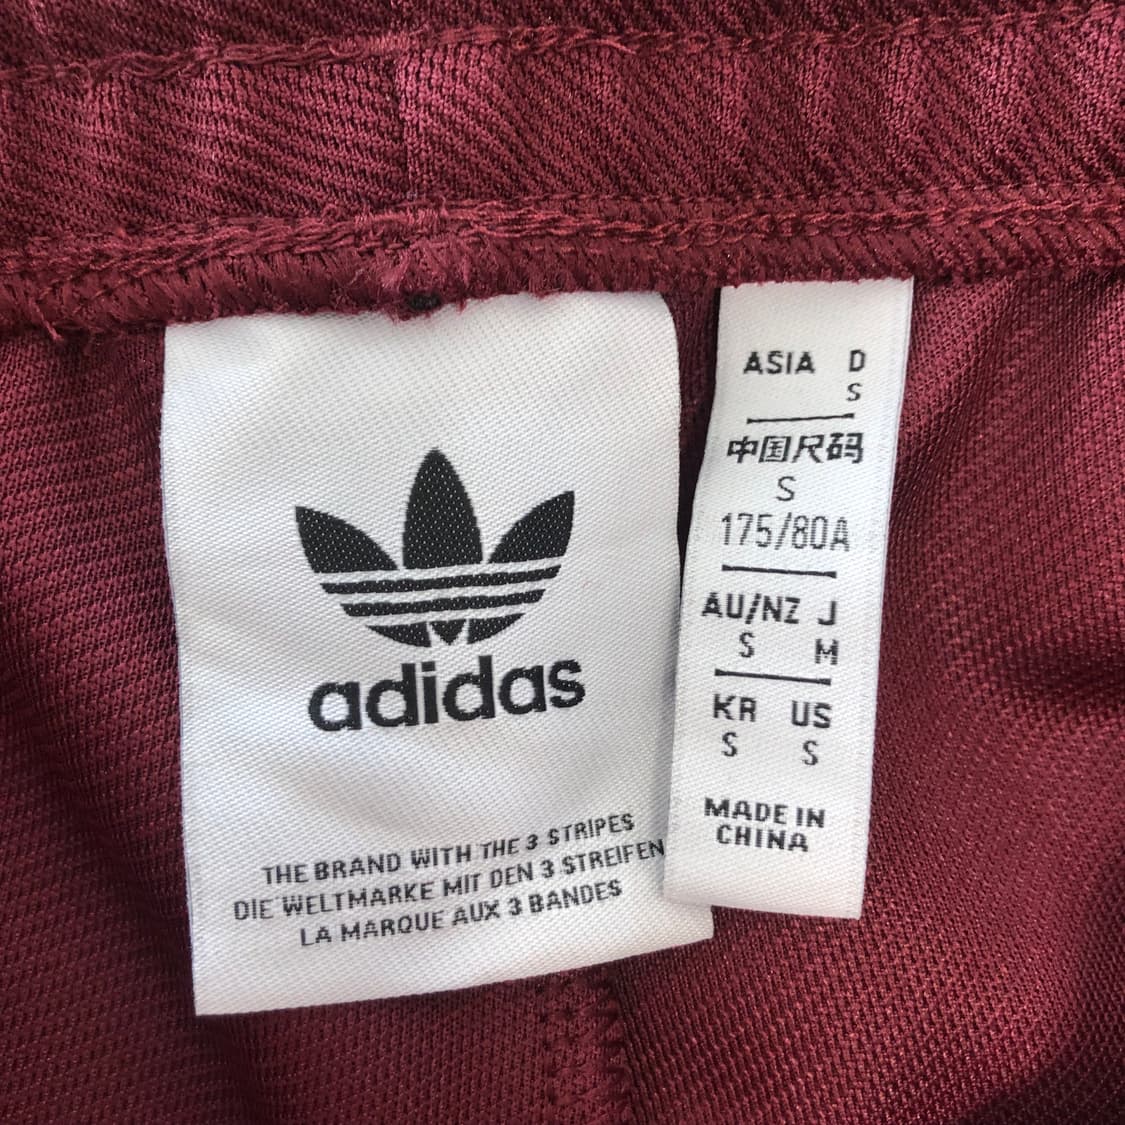 adidas
THE BRAND WITH THE 3 STRIPES
DIE WELTMARKE MIT DEN 3 STREIFEN
LA MARQUE AUX 3 BANDES
ASIA D
S
中国尺码
S
175/80A
AU/NZ J
S M
KR US
S S
MADE IN
CHINA